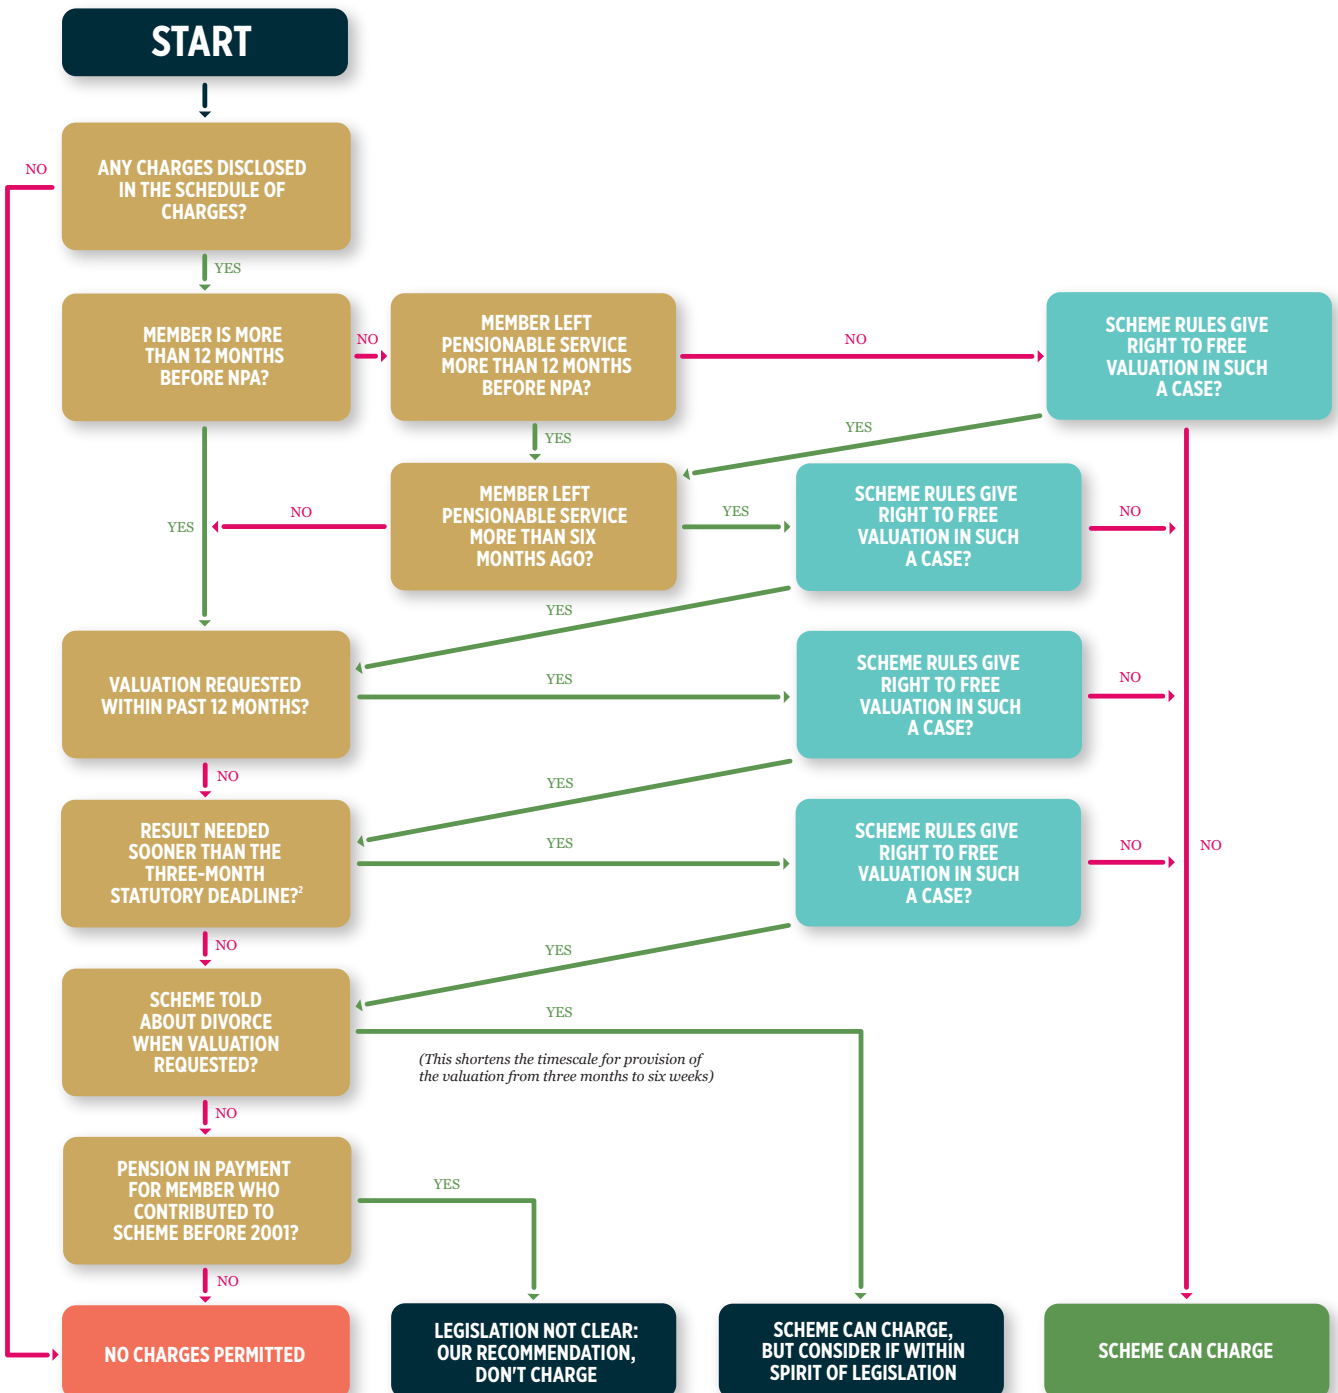 START
NO
ANY CHARGES DISCLOSED
IN THE SCHEDULE OF
CHARGES?
YES
MEMBER IS MORE
THAN 12 MONTHS
BEFORE NPA?
NO
MEMBER LEFT
PENSIONABLE SERVICE
MORE THAN 12 MONTHS
BEFORE NPA?
NO
SCHEME RULES GIVE
RIGHT TO FREE
VALUATION IN SUCH
A CASE?
YES
YES
YES
NO
MEMBER LEFT
PENSIONABLE SERVICE
MORE THAN SIX
MONTHS AGO?
YES
SCHEME RULES GIVE
RIGHT TO FREE
VALUATION IN SUCH
A CASE?
NO
YES
VALUATION REQUESTED
WITHIN PAST 12 MONTHS?
YES
SCHEME RULES GIVE
RIGHT TO FREE
VALUATION IN SUCH
A CASE?
NO
NO
YES
RESULT NEEDED
SOONER THAN THE
THREE-MONTH
STATUTORY DEADLINE?²
YES
SCHEME RULES GIVE
RIGHT TO FREE
VALUATION IN SUCH
A CASE?
NO
NO
NO
YES
SCHEME TOLD
ABOUT DIVORCE
WHEN VALUATION
REQUESTED?
YES
(This shortens the timescale for provision of
the valuation from three months to six weeks)
NO
PENSION IN PAYMENT
FOR MEMBER WHO
CONTRIBUTED TO
SCHEME BEFORE 2001?
YES
NO
NO CHARGES PERMITTED
LEGISLATION NOT CLEAR:
OUR RECOMMENDATION,
DON'T CHARGE
SCHEME CAN CHARGE,
BUT CONSIDER IF WITHIN
SPIRIT OF LEGISLATION
SCHEME CAN CHARGE